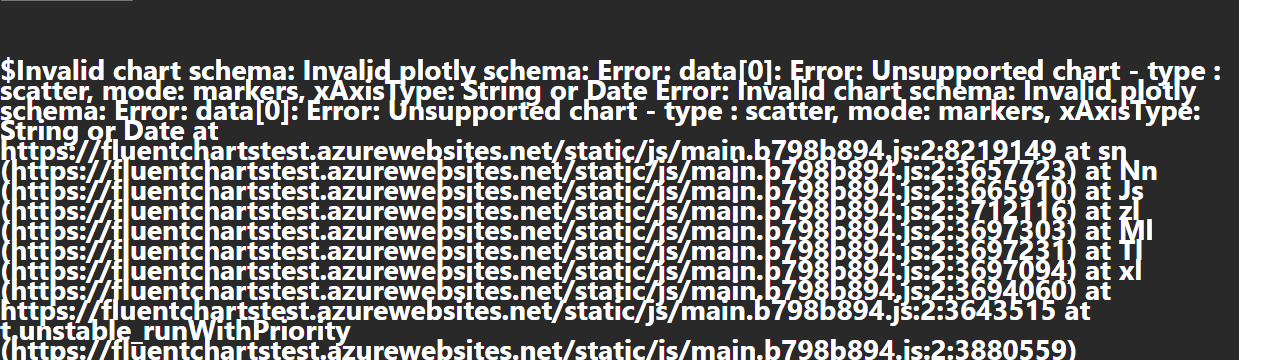 $Invalid chart schema: Invalid plotly schema: Error: data[0]: Error: Unsupported chart - type :
scatter, mode: markers, xAxisType: String or Date Error: Invalid chart schema: Invalid plotly
schema: Error: data[0]: Error: Unsupported chart - type : scatter, mode: markers, xAxisType:
String or Date at
https://fluentchartstest.azurewebsites.net/static/js/main.b798b894.js:2:8219149 at sn
(https://fluentchartstest.azurewebsites.net/static/js/main.b798b894.js:2:3657723) at Nn
(https://fluentchartstest.azurewebsites.net/static/js/main.b798b894.js:2:3665910) at Js
(https://fluentchartstest.azurewebsites.net/static/js/main.b798b894.js:2:3712116) at zl
(https://fluentchartstest.azurewebsites.net/static/js/main.b798b894.js:2:3697303) at Ml
(https://fluentchartstest.azurewebsites.net/static/js/main.b798b894.js:2:3697231) at Tl
(https://fluentchartstest.azurewebsites.net/static/js/main.b798b894.js:2:3697094) at xl
(https://fluentchartstest.azurewebsites.net/static/js/main.b798b894.js:2:3694060) at
https://fluentchartstest.azurewebsites.net/static/js/main.b798b894.js:2:3643515 at
t.unstable_runWithPriority
(https://fluentchartstest.azurewebsites.net/static/js/main.b798b894.js:2:3880559)